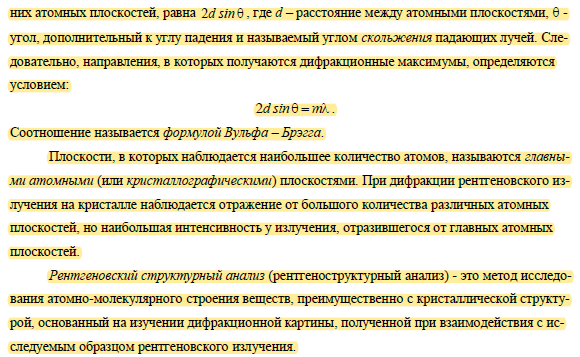 них атомных плоскостей, равна 2d sin θ, где d – расстояние между атомными плоскостями, θ -
угол, дополнительный к углу падения и называемый углом скольжения падающих лучей. Сле-
довательно, направления, в которых получаются дифракционные максимумы, определяются
условием:
2d sin θ = mλ.
Соотношение называется формулой Вульфа – Брэгга.
Плоскости, в которых наблюдается наибольшее количество атомов, называются главны-
ми атомными (или кристаллографическими) плоскостями. При дифракции рентгеновского из-
лучения на кристалле наблюдается отражение от большого количества различных атомных
плоскостей, но наибольшая интенсивность у излучения, отразившегося от главных атомных
плоскостей.
Рентгеновский структурный анализ (рентгеноструктурный анализ) - это метод исследо-
вания атомно-молекулярного строения веществ, преимущественно с кристаллической структу-
рой, основанный на изучении дифракционной картины, полученной при взаимодействия с ис-
следуемым образцом рентгеновского излучения.